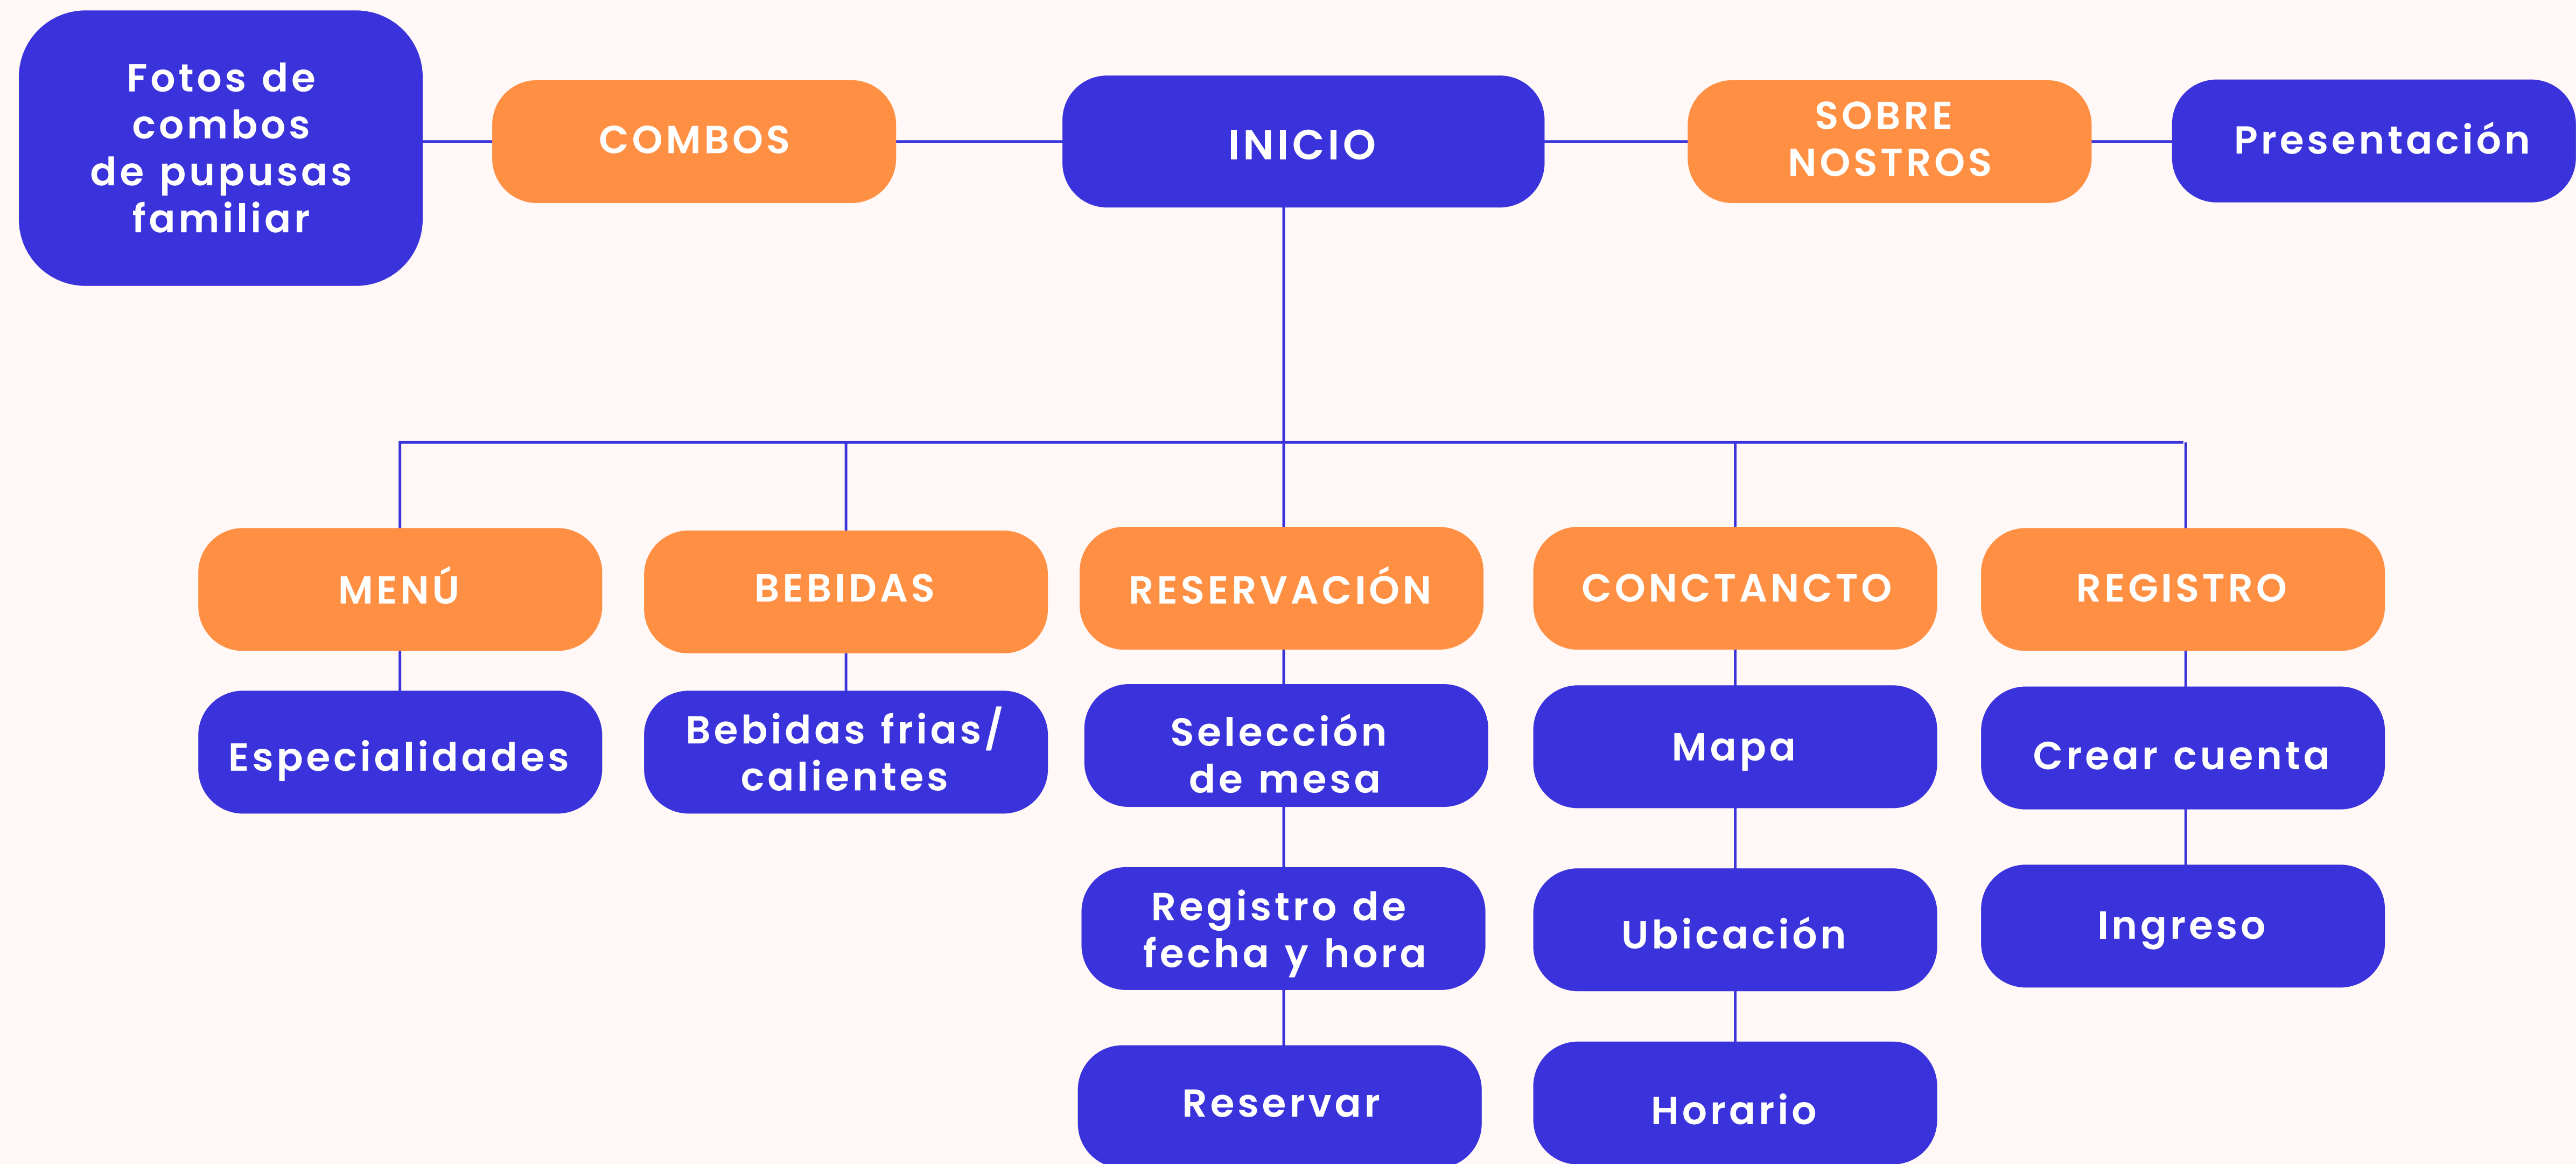 Fotos de
combos
de pupusas
familiar
COMBOS
INICIO
SOBRE
NOSTROS
Presentación
MENÚ
BEBIDAS
RESERVACIÓN
CONCTANCTO
REGISTRO
Especialidades
Bebidas frias/
calientes
Selección
de mesa
Mapa
Crear cuenta
Registro de
fecha y hora
Ubicación
Ingreso
Reservar
Horario